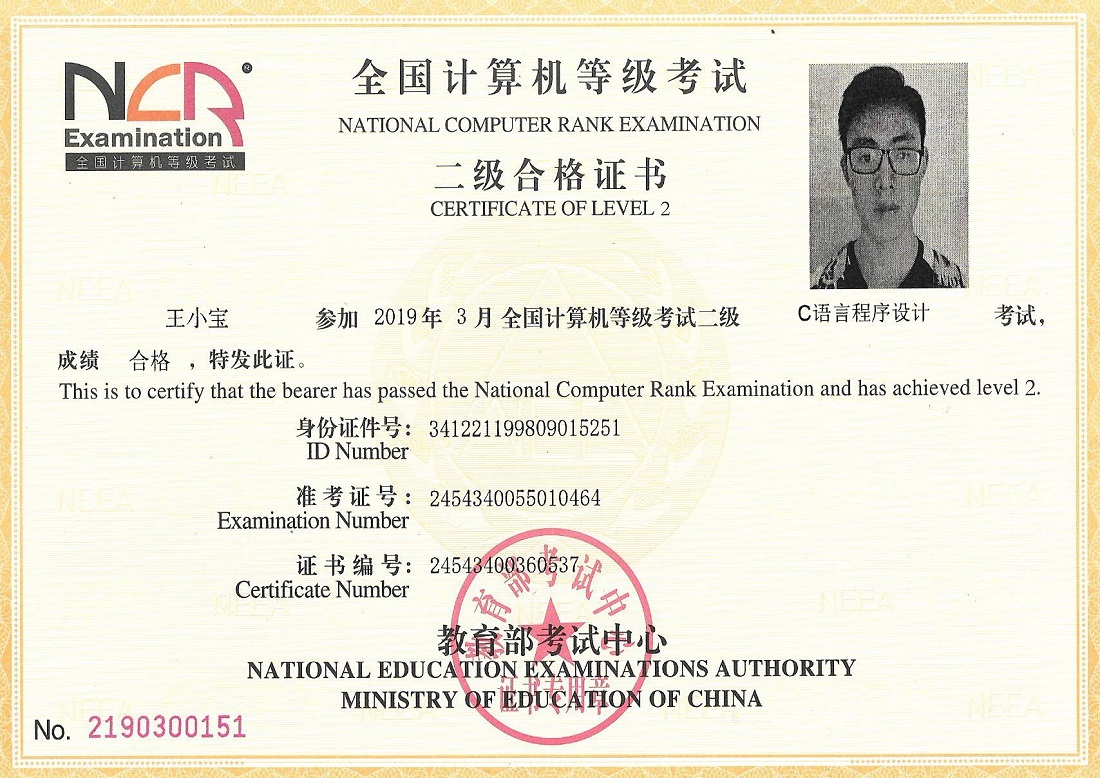 NCR ®
Examination
全国计算机等级考试
全国计算机等级考试
NATIONAL COMPUTER RANK EXAMINATION
二级合格证书
CERTIFICATE OF LEVEL 2
王小宝 参加 2019年 3 月 全国计算机等级考试二级 C语言程序设计 考试，
成绩 合格 ，特发此证。
This is to certify that the bearer has passed the National Computer Rank Examination and has achieved level 2.
身份证件号： 341221199809015251
ID Number
准考证号： 2454340055010464
Examination Number
证书编号： 24543400360537
Certificate Number
教育部考试中心
教育部考试中心
NATIONAL EDUCATION EXAMINATIONS AUTHORITY
证书专用章
MINISTRY OF EDUCATION OF CHINA
No. 2190300151
NEEA